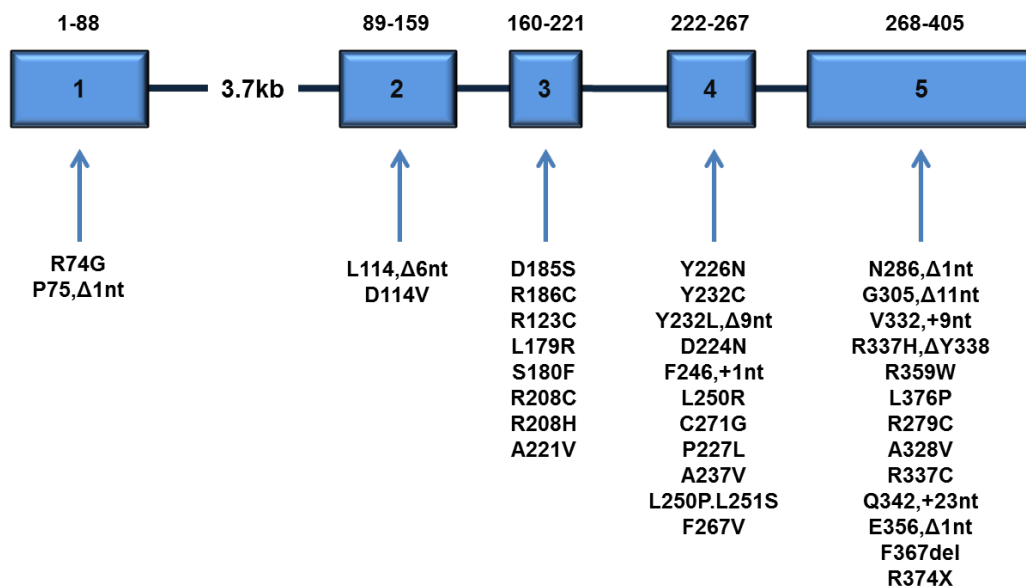 1-88
89-159
160-221
222-267
268-405
1
3.7kb
2
3
4
5
R74G
P75,Δ1nt
L114,Δ6nt
D114V
D185S
R186C
R123C
L179R
S180F
R208C
R208H
A221V
Y226N
Y232C
Y232L,Δ9nt
D224N
F246,+1nt
L250R
C271G
P227L
A237V
L250P.L251S
F267V
N286,Δ1nt
G305,Δ11nt
V332,+9nt
R337H,ΔY338
R359W
L376P
R279C
A328V
R337C
Q342,+23nt
E356,Δ1nt
F367del
R374X